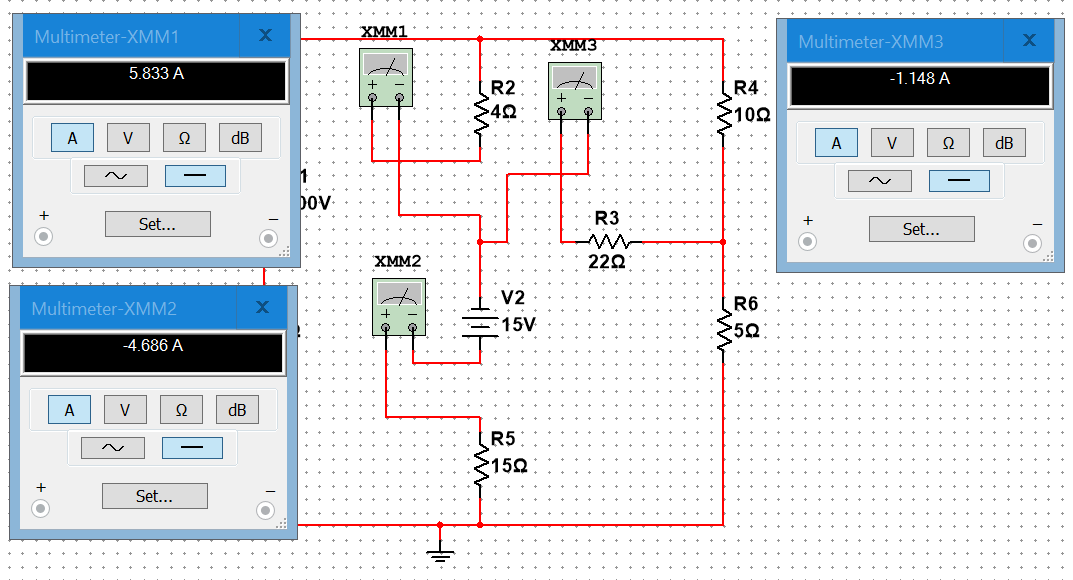 Multimeter-XMM1 X
5.833 A
A V Ω dB
+ −
Set...
Multimeter-XMM2 X
-4.686 A
A V Ω dB
+ −
Set...
Multimeter-XMM3 X
-1.148 A
A V Ω dB
+ −
Set...
XMM1
+ −
XMM3
+ −
R2
4Ω
R4
10Ω
00V
R3
22Ω
XMM2
+ −
V2
15V
R6
5Ω
R5
15Ω